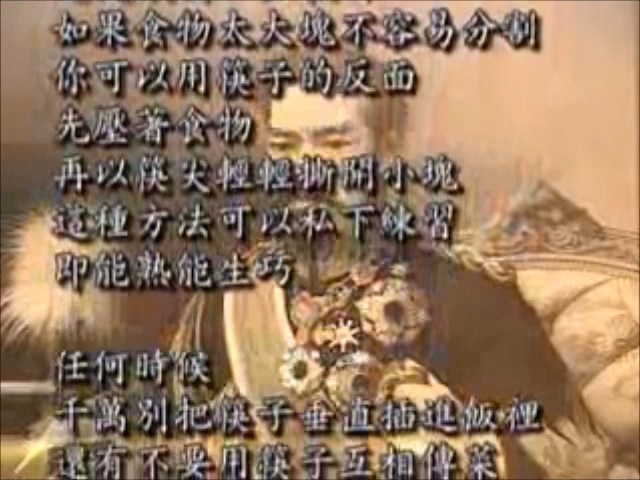 如果食物太大塊不容易分割
你可以用筷子的反面
先壓著食物
再以筷尖輕輕撕開小塊
這種方法可以私下練習
即能熟能生巧
任何時候
千萬別把筷子垂直插進飯裡
還有不要用筷子互相傳菜